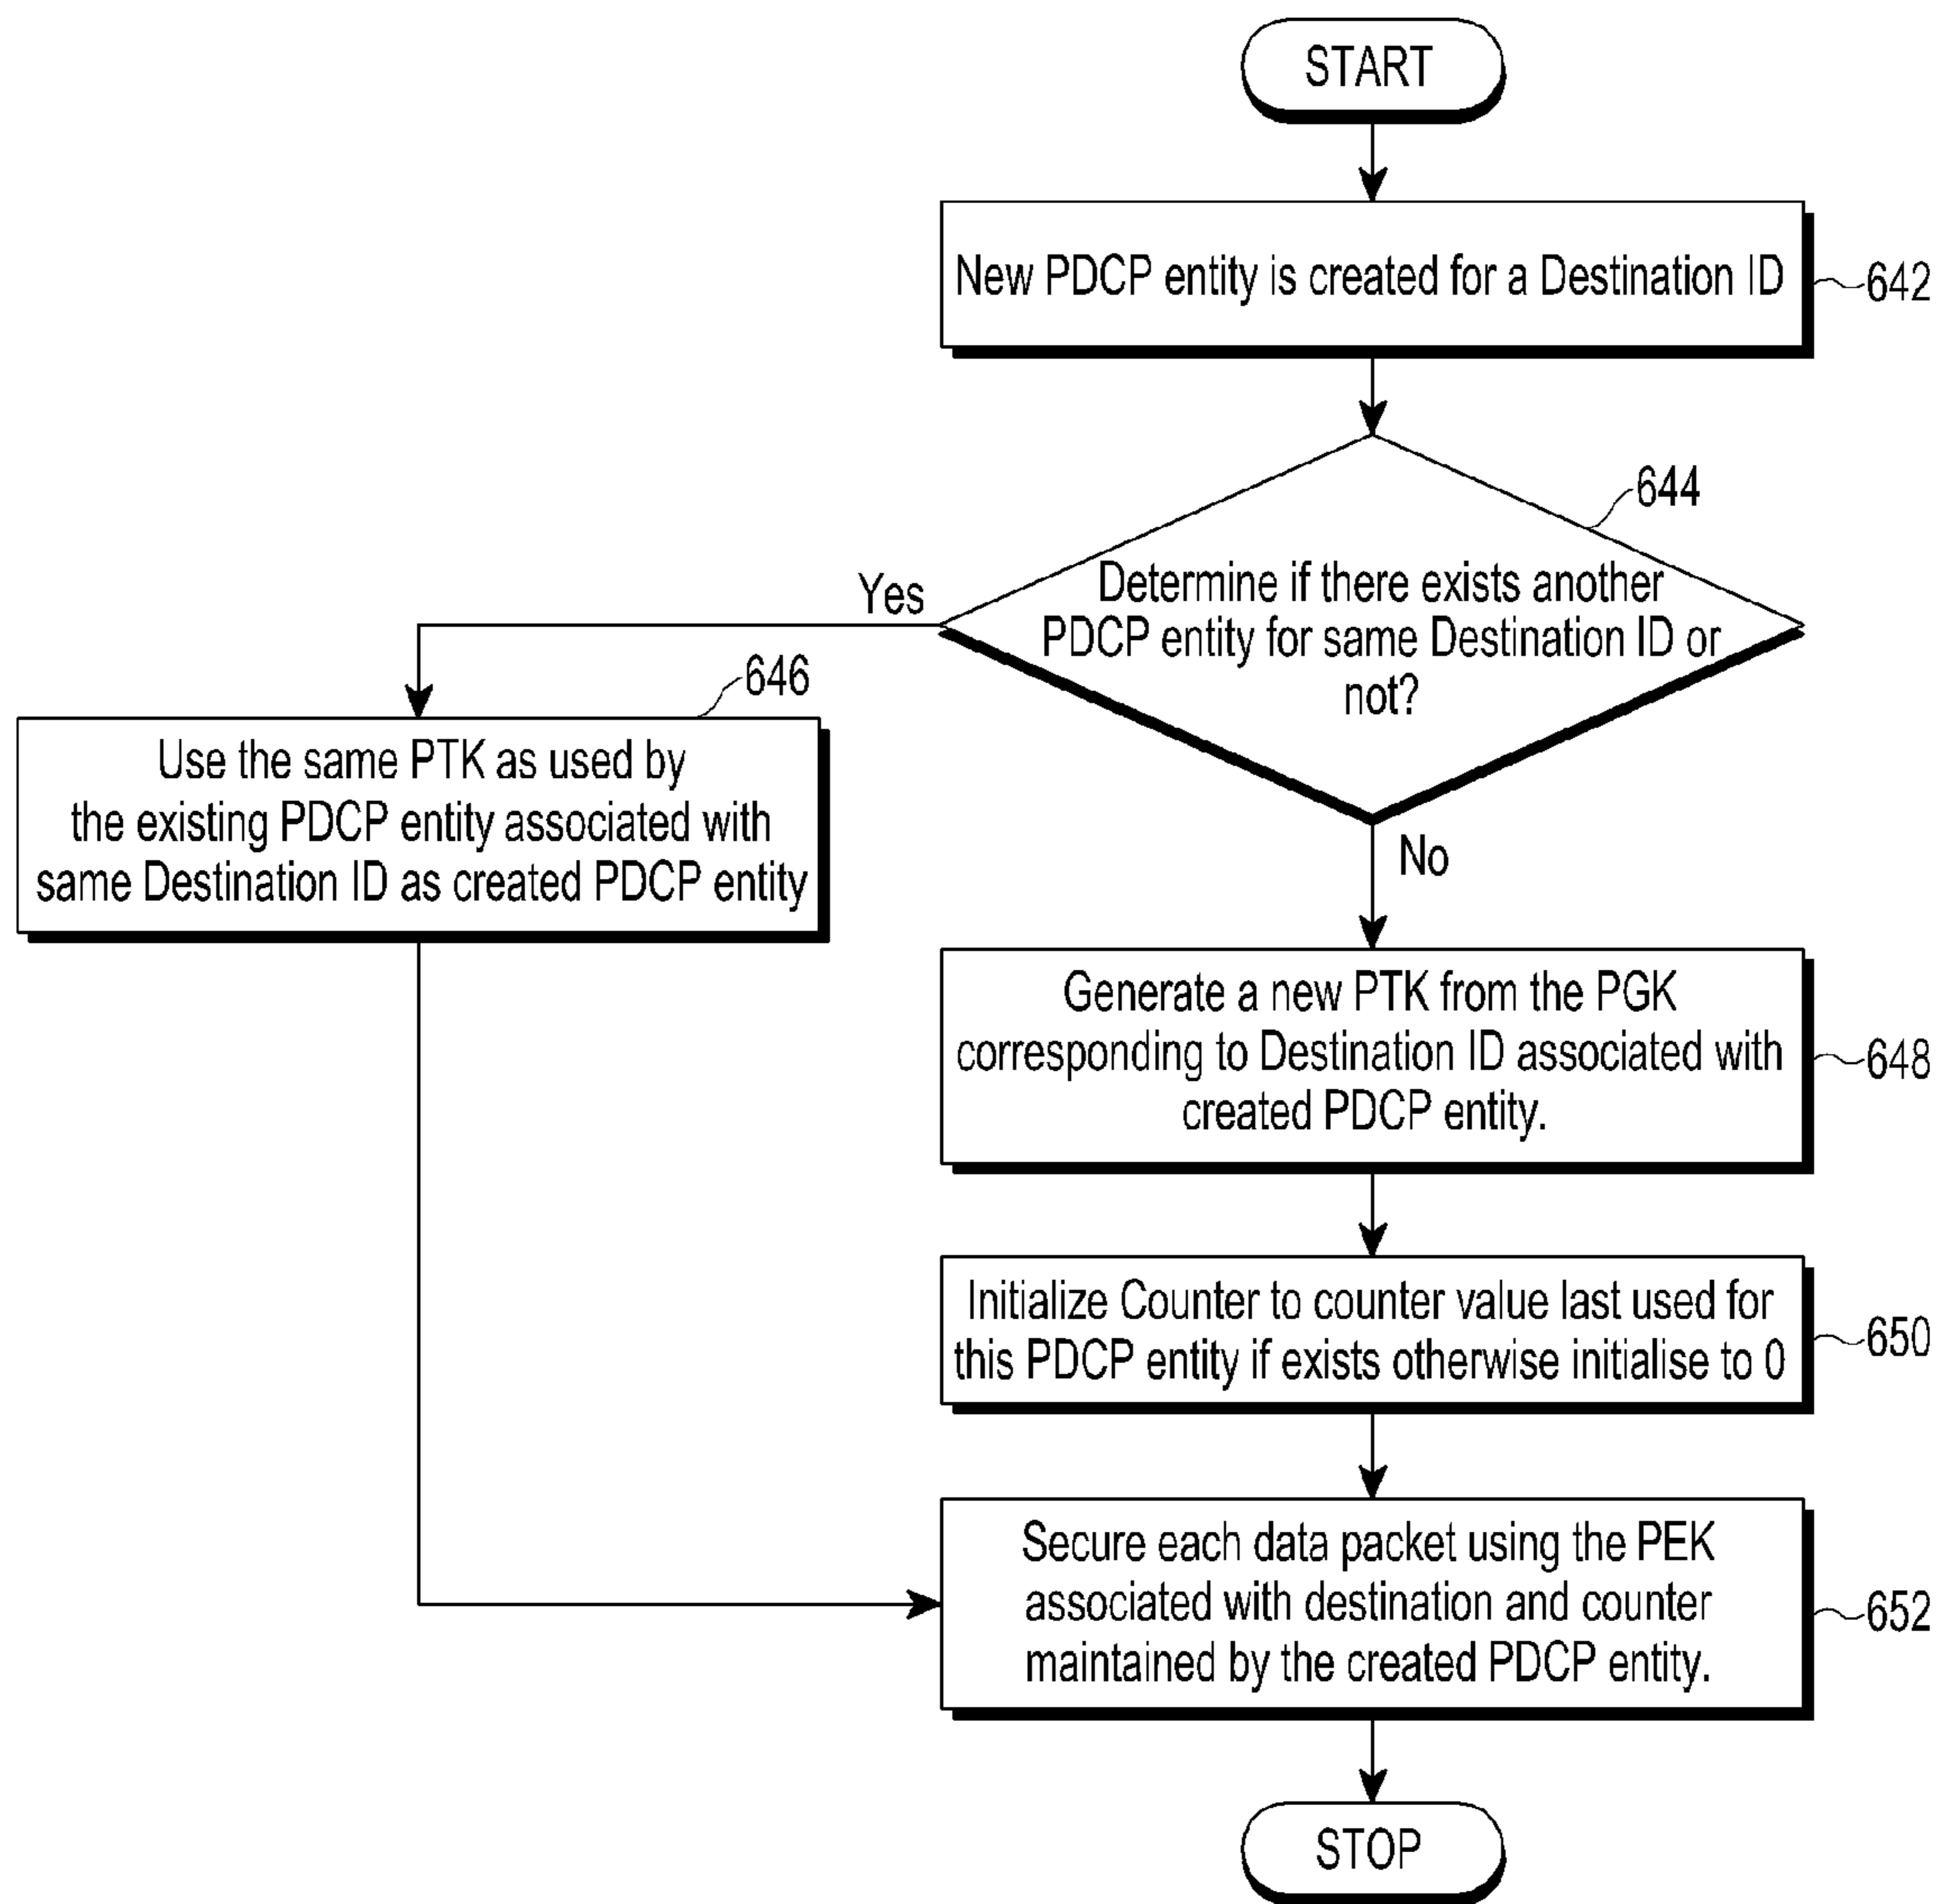 START
New PDCP entity is created for a Destination ID
642
644
Determine if there exists another
PDCP entity for same Destination ID or
not?
Yes
646
Use the same PTK as used by
the existing PDCP entity associated with
same Destination ID as created PDCP entity
No
Generate a new PTK from the PGK
corresponding to Destination ID associated with
created PDCP entity.
648
Initialize Counter to counter value last used for
this PDCP entity if exists otherwise initialise to 0
650
Secure each data packet using the PEK
associated with destination and counter
maintained by the created PDCP entity.
652
STOP